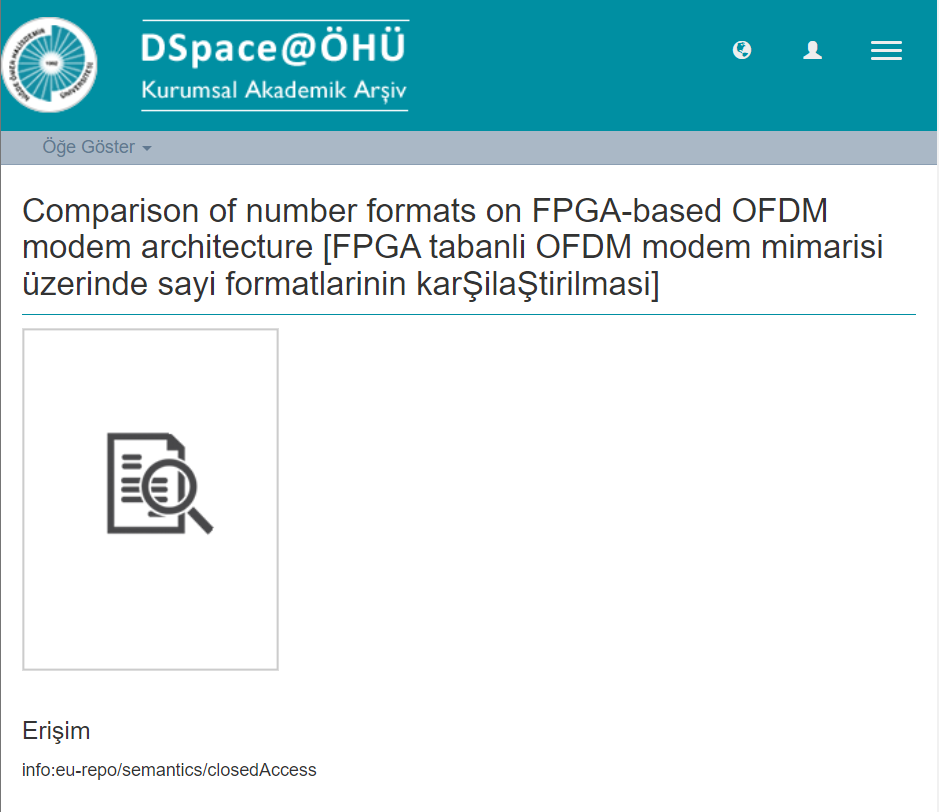 DSpace@ÖHÜ
Kurumsal Akademik Arşiv
Öğe Göster
Comparison of number formats on FPGA-based OFDM
modem architecture [FPGA tabanli OFDM modem mimarisi
üzerinde sayi formatlarinin karŞilaŞtirilmasi]
Erişim
info:eu-repo/semantics/closedAccess